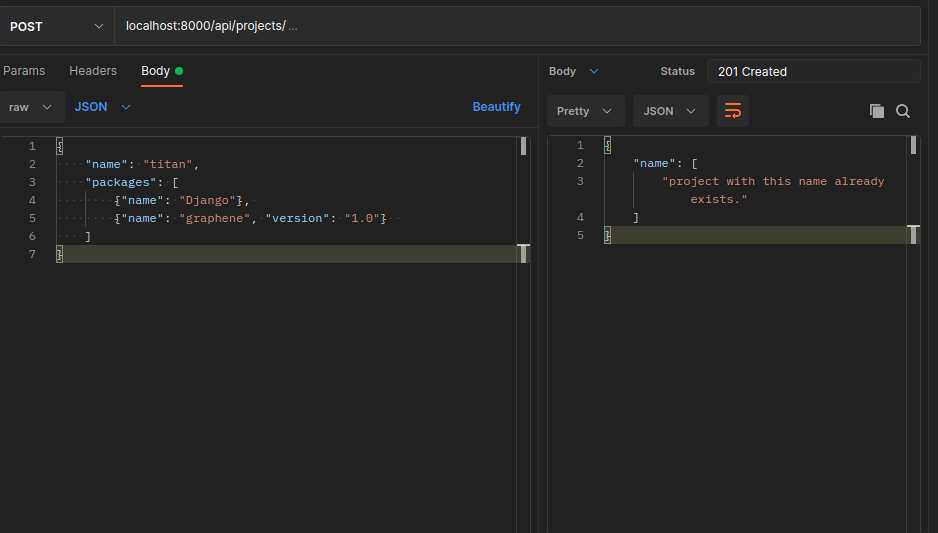 POST localhost:8000/api/projects/ ...
Params Headers Body
raw JSON Beautify
1 {
2 "name": "titan",
3 "packages": [
4 {"name": "Django"},
5 {"name": "graphene", "version": "1.0"}
6 ]
7 }
Body Status 201 Created
Pretty JSON
1 {
2 "name": [
3 "project with this name already
exists."
4 ]
5 }